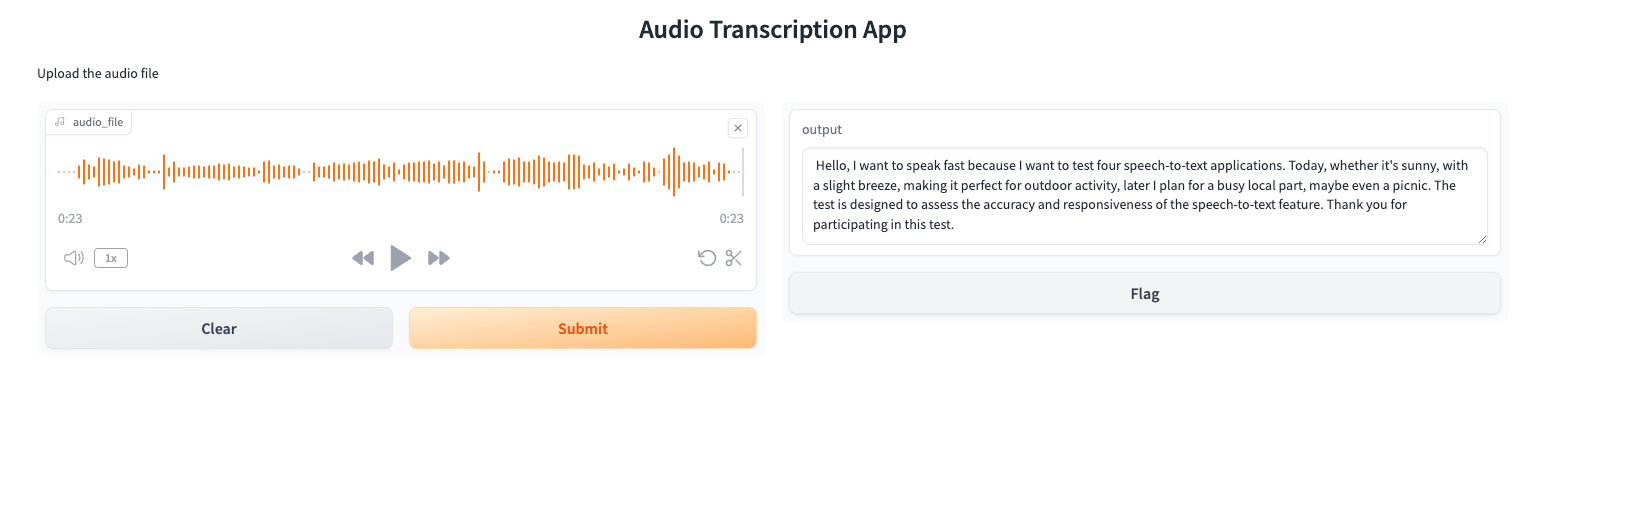 Audio Transcription App
Upload the audio file
audio_file
0:23
0:23
1x
Clear
Submit
output
Hello, I want to speak fast because I want to test four speech-to-text applications. Today, whether it's sunny, with
a slight breeze, making it perfect for outdoor activity, later I plan for a busy local part, maybe even a picnic. The
test is designed to assess the accuracy and responsiveness of the speech-to-text feature. Thank you for
participating in this test.
Flag